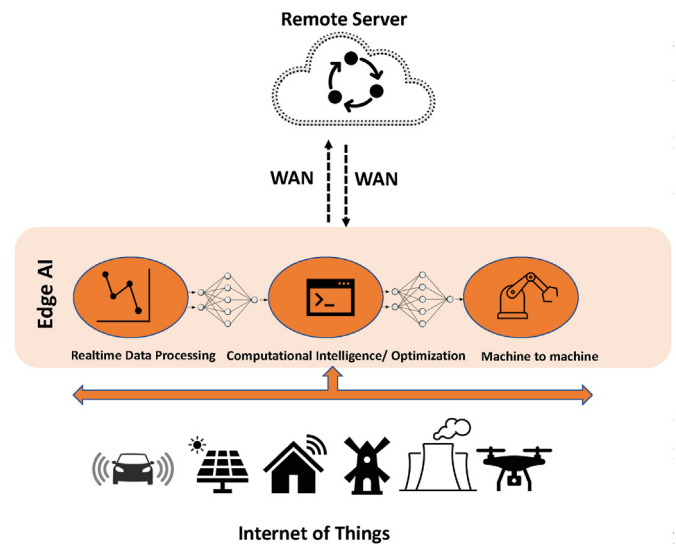 Remote Server
WAN
WAN
Edge AI
Realtime Data Processing
Computational Intelligence/ Optimization
Machine to machine
Internet of Things